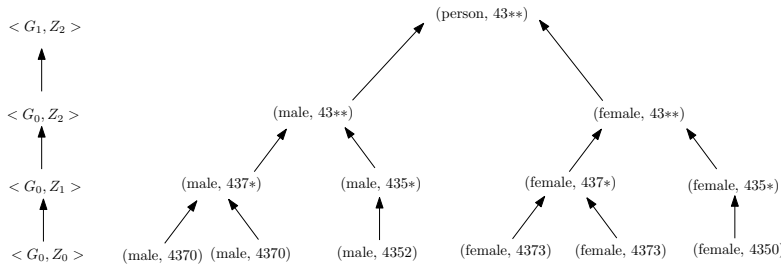 < G₁, Z₂ >
(person, 43∗∗)
< G₀, Z₂ >
(male, 43∗∗)
(female, 43∗∗)
< G₀, Z₁ >
(male, 437∗)
(male, 435∗)
(female, 437∗)
(female, 435∗)
< G₀, Z₀ >
(male, 4370)
(male, 4370)
(male, 4352)
(female, 4373)
(female, 4373)
(female, 4350)